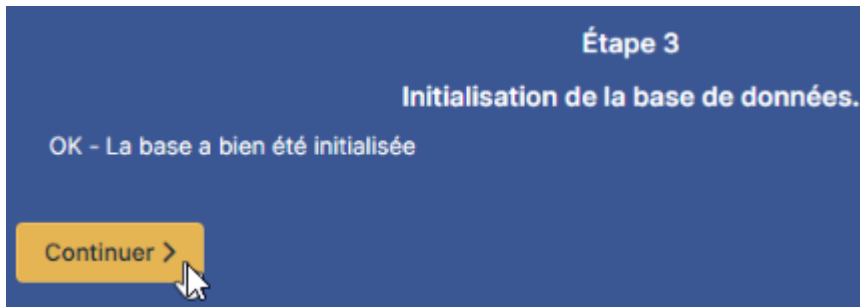 Étape 3
Initialisation de la base de données.
OK - La base a bien été initialisée
Continuer >